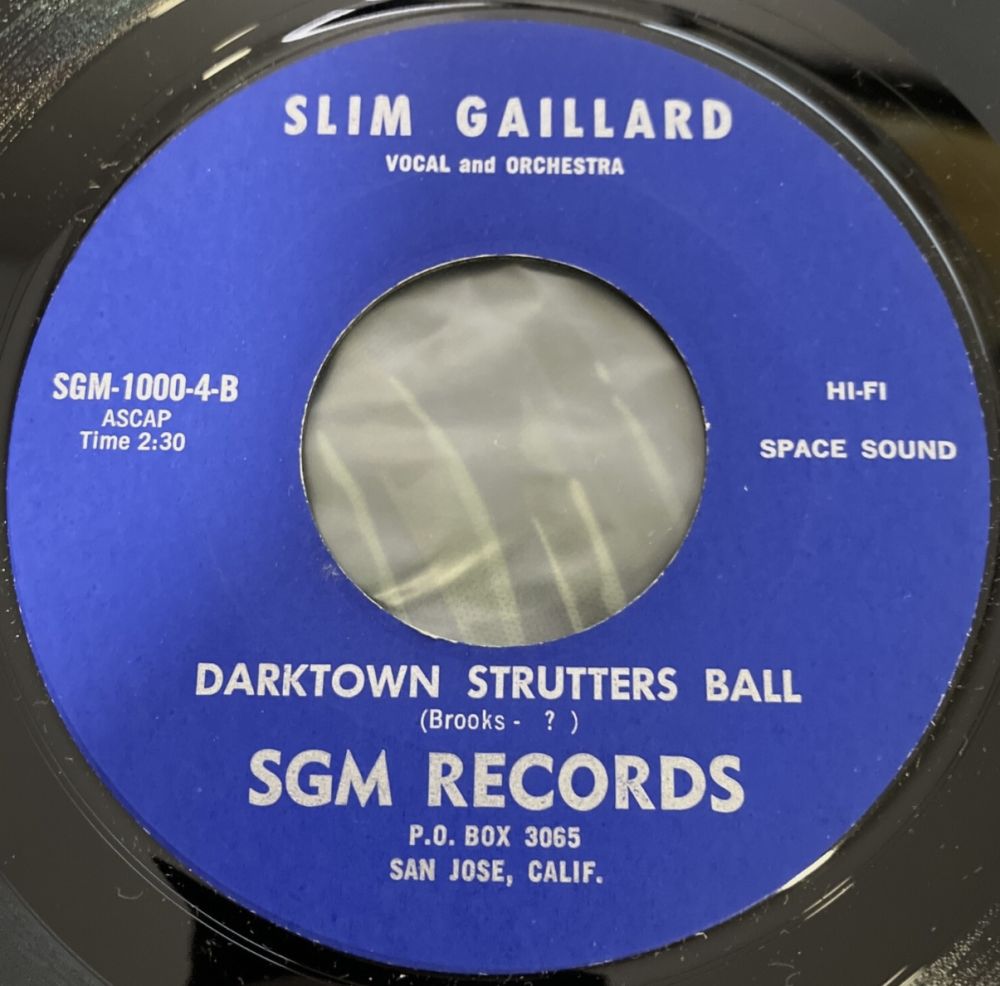 SLIM GAILLARD
VOCAL and ORCHESTRA
SGM-1000-4-B
ASCAP
Time 2:30
HI-FI
SPACE SOUND
DARKTOWN STRUTTERS BALL
(Brooks - ? )
SGM RECORDS
P.O. BOX 3065
SAN JOSE, CALIF.